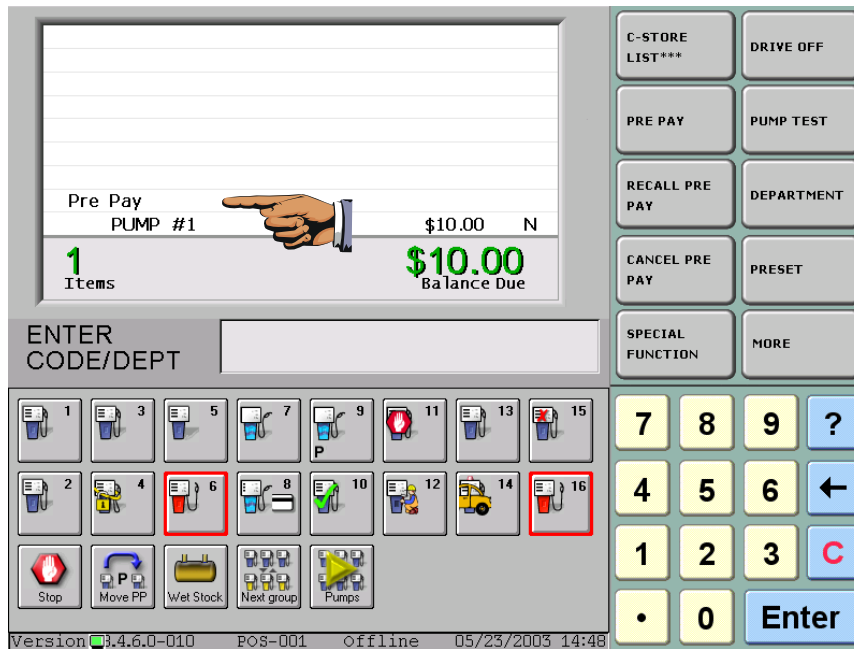 C-STORE
LIST***
DRIVE OFF
PRE PAY
PUMP TEST
RECALL PRE
PAY
DEPARTMENT
CANCEL PRE
PAY
PRESET
SPECIAL
FUNCTION
MORE
Pre Pay
PUMP #1 $10.00 N
1 $10.00
Items Balance Due
ENTER
CODE/DEPT
1 3 5 7 9 11 13 15
P
2 4 6 8 10 12 14 16
P
Stop Move PP Wet Stock Next group Pumps
7 8 9 ?
4 5 6 ←
1 2 3 C
• 0 Enter
Version 3.4.6.0-010 POS-001 Offline 05/23/2003 14:48